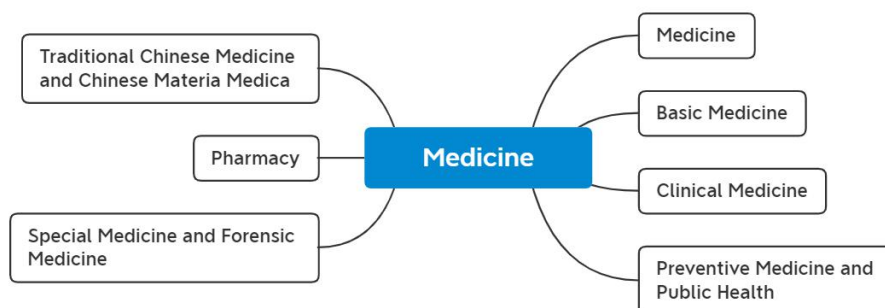 Traditional Chinese Medicine
and Chinese Materia Medica
Pharmacy
Special Medicine and Forensic
Medicine
Medicine
Medicine
Basic Medicine
Clinical Medicine
Preventive Medicine and
Public Health